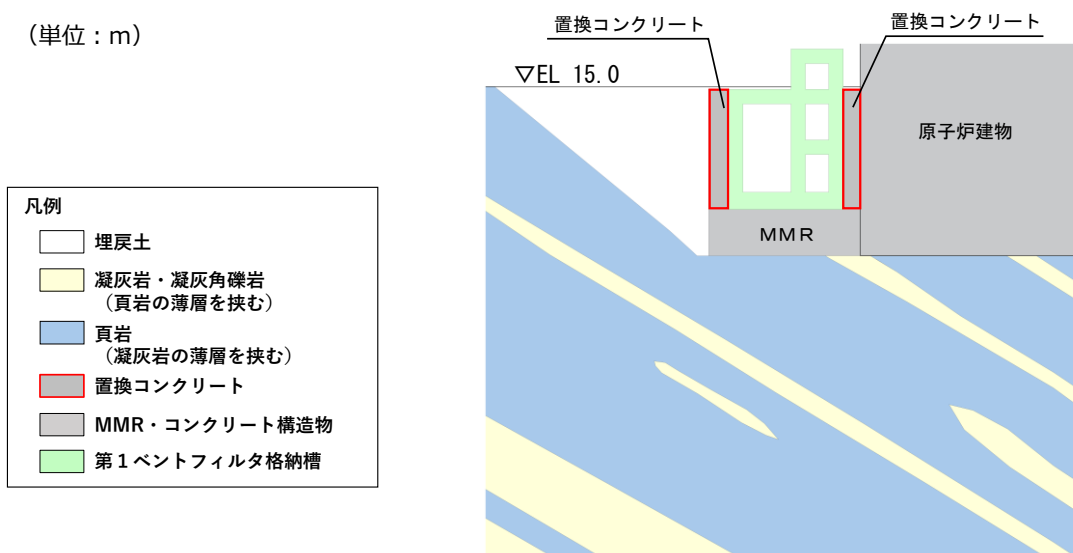 （単位：m）
置換コンクリート
置換コンクリート
▽EL 15.0
原子炉建物
MMR
凡例
埋戻土
凝灰岩・凝灰角礫岩
（頁岩の薄層を挟む）
頁岩
（凝灰岩の薄層を挟む）
置換コンクリート
MMR・コンクリート構造物
第１ベントフィルタ格納槽